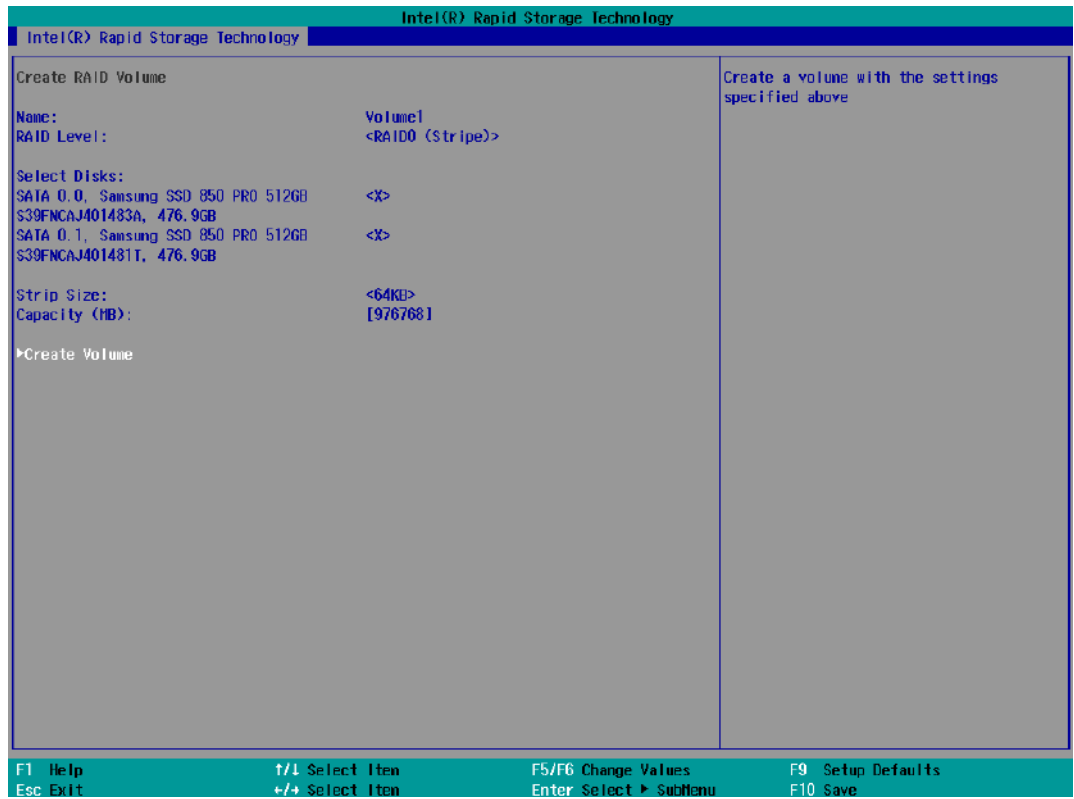 Intel(R) Rapid Storage Technology
Intel(R) Rapid Storage Technology
Create RAID Volume
Name: Volume1
RAID Level: <RAID0 (Stripe)>
Select Disks:
SATA 0.0, Samsung SSD 850 PRO 512GB <X>
S39FNCAJ401483A, 476.9GB
SATA 0.1, Samsung SSD 850 PRO 512GB <X>
S39FNCAJ401481T, 476.9GB
Strip Size: <64KB>
Capacity (MB): [976768]
▶Create Volume
Create a volume with the settings
specified above
F1 Help ↑/↓ Select Item F5/F6 Change Values F9 Setup Defaults
Esc Exit ←/→ Select Item Enter Select ▶ SubMenu F10 Save